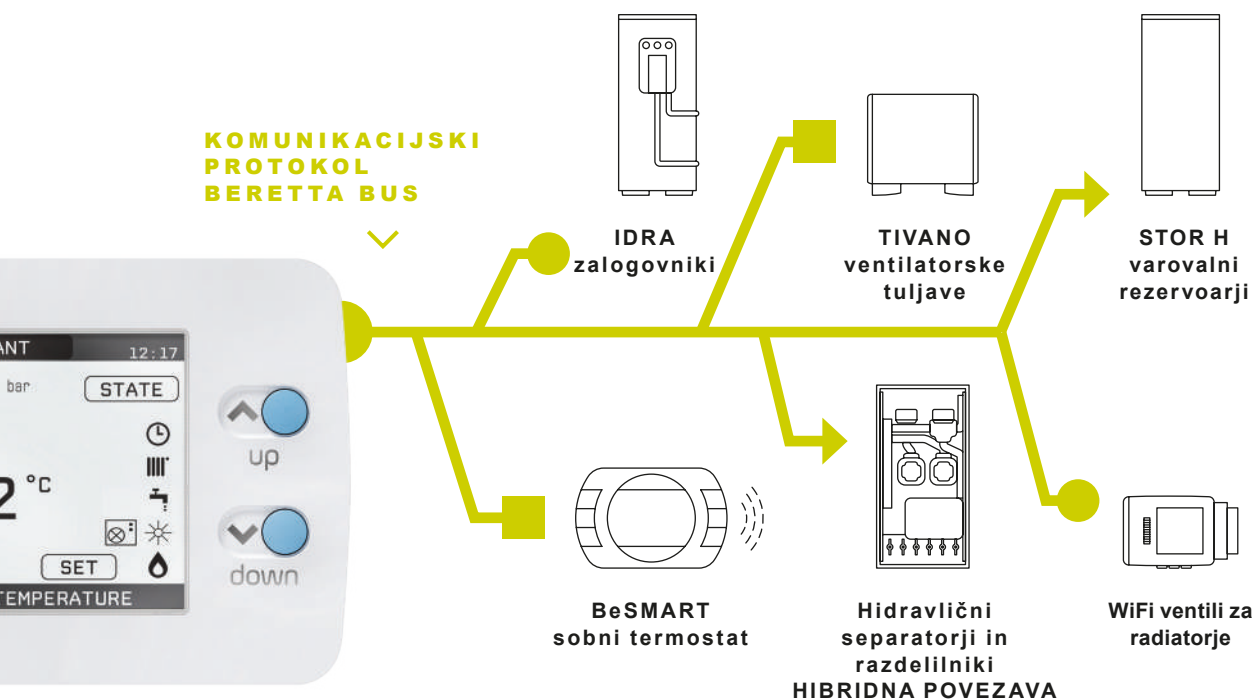 KOMUNIKACIJSKI
PROTOKOL
BERETTA BUS
IDRA
zalogovniki
TIVANO
ventilatorske
tuljave
STOR H
varovalni
rezervoarji
12:17
bar
STATE
°C
SET
TEMPERATURE
up
down
BeSMART
sobni termostat
Hidravlični
separatorji in
razdelilniki
HIBRIDNA POVEZAVA
WiFi ventili za
radiatorje